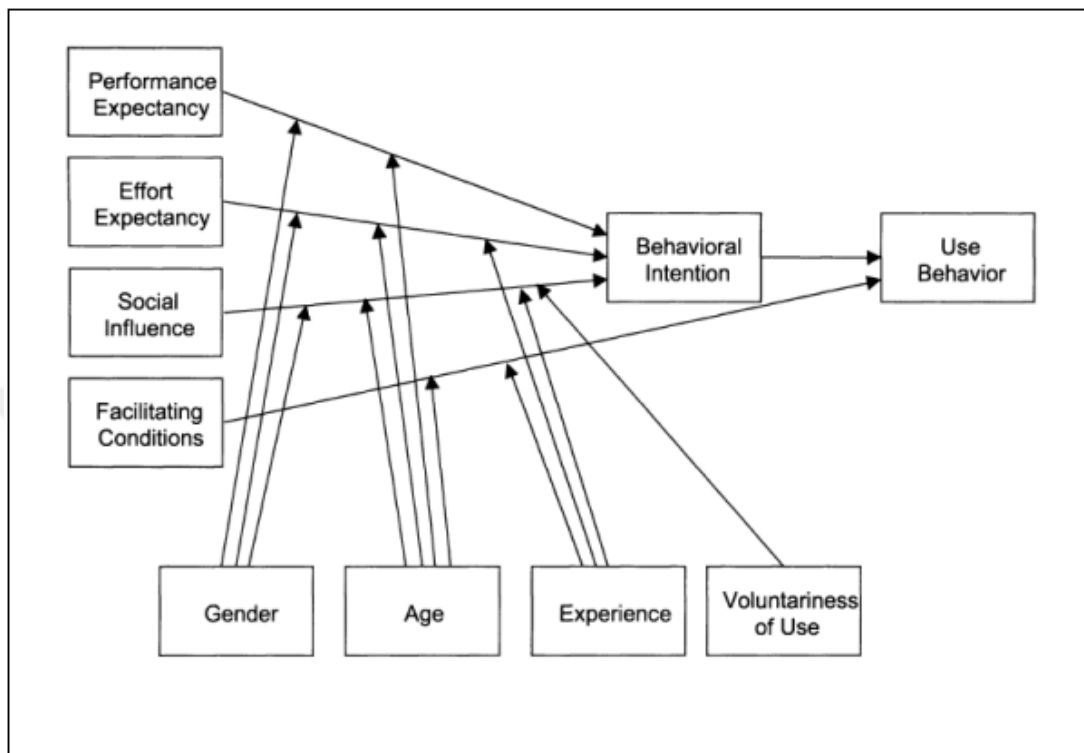 Performance
Expectancy
Effort
Expectancy
Social
Influence
Facilitating
Conditions
Behavioral
Intention
Use
Behavior
Gender
Age
Experience
Voluntariness
of Use